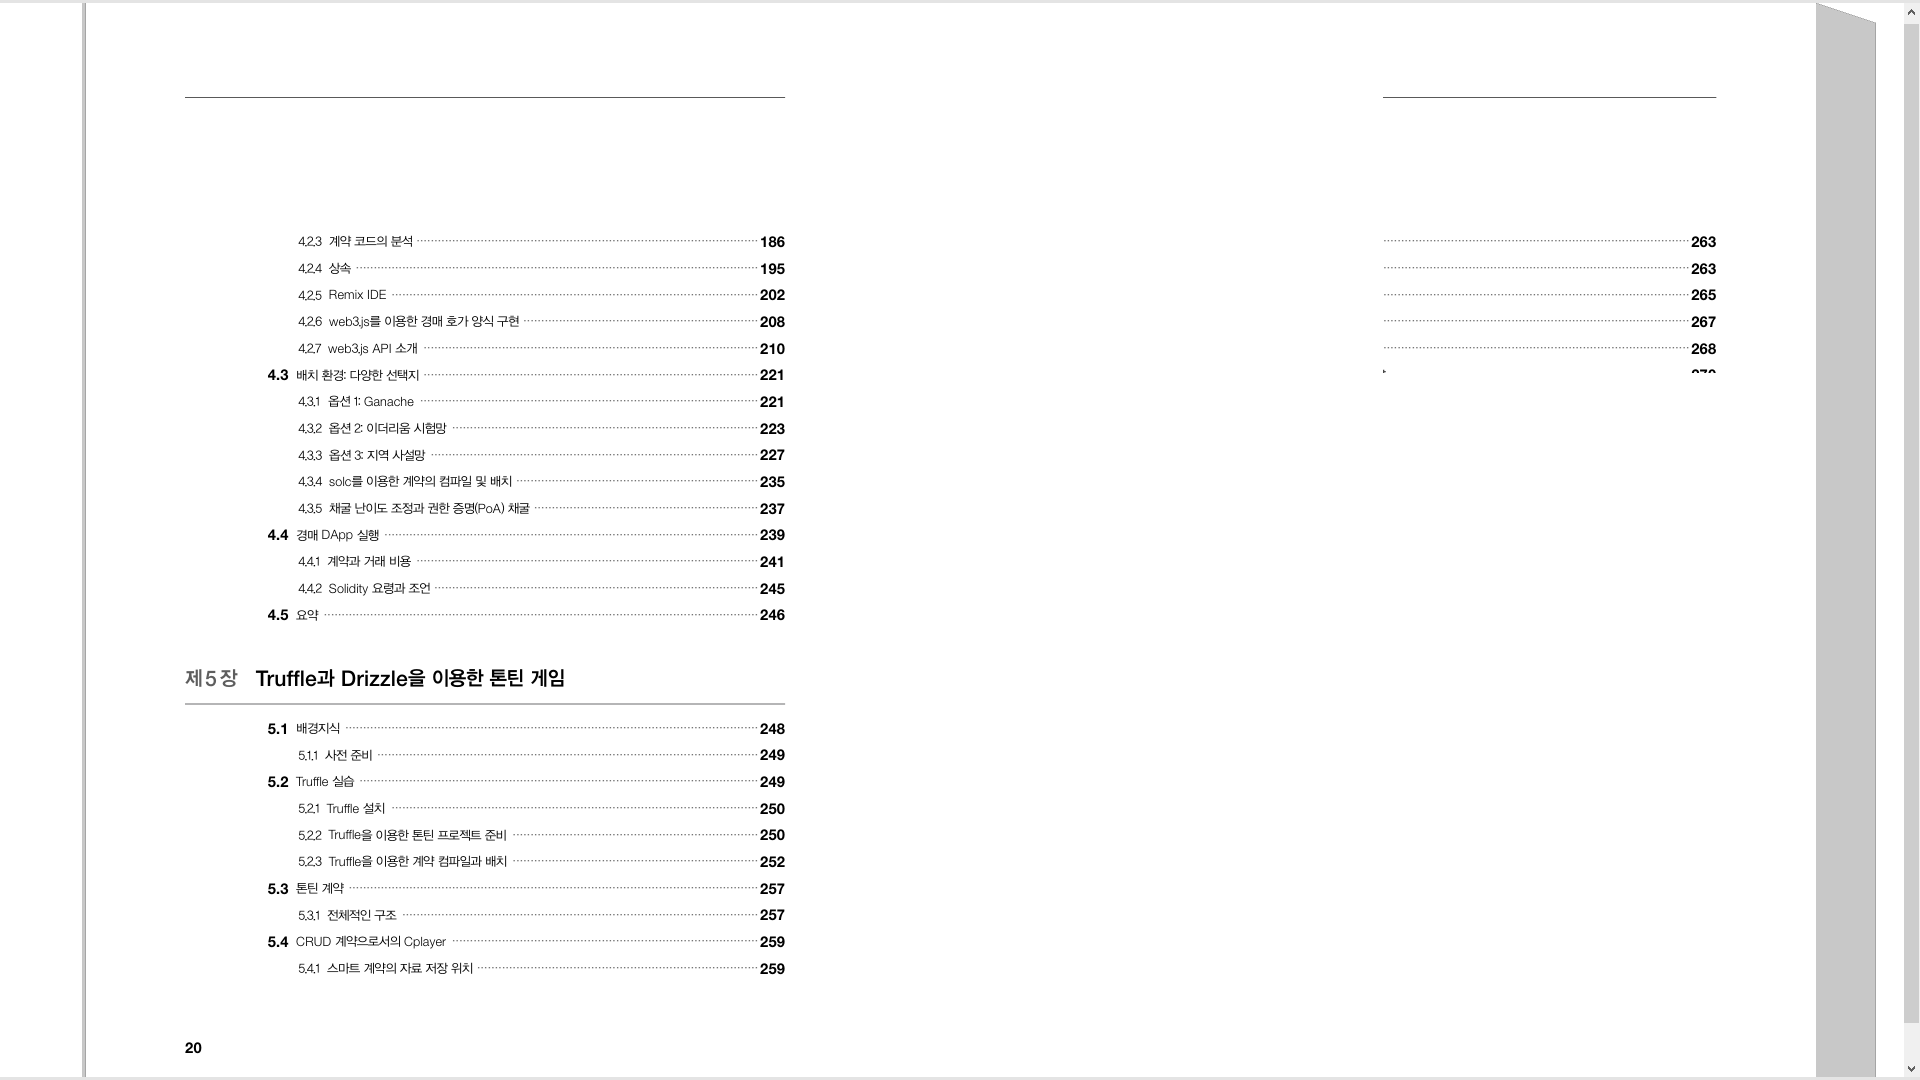 4.2.3 계약 코드의 분석 186
4.2.4 상속 195
4.2.5 Remix IDE 202
4.2.6 web3.js를 이용한 경매 호가 양식 구현 208
4.2.7 web3.js API 소개 210
4.3 배치 환경: 다양한 선택지 221
4.3.1 옵션 1: Ganache 221
4.3.2 옵션 2: 이더리움 시험망 223
4.3.3 옵션 3: 지역 사설망 227
4.3.4 solc를 이용한 계약의 컴파일 및 배치 235
4.3.5 채굴 난이도 조정과 권한 증명(PoA) 채굴 237
4.4 경매 DApp 실행 239
4.4.1 계약과 거래 비용 241
4.4.2 Solidity 요령과 조언 245
4.5 요약 246
제5장 Truffle과 Drizzle을 이용한 톤틴 게임
5.1 배경지식 248
5.1.1 사전 준비 249
5.2 Truffle 실습 249
5.2.1 Truffle 설치 250
5.2.2 Truffle을 이용한 톤틴 프로젝트 준비 250
5.2.3 Truffle을 이용한 계약 컴파일과 배치 252
5.3 톤틴 계약 257
5.3.1 전체적인 구조 257
5.4 CRUD 계약으로서의 Cplayer 259
5.4.1 스마트 계약의 자료 저장 위치 259
20
263
263
265
267
268